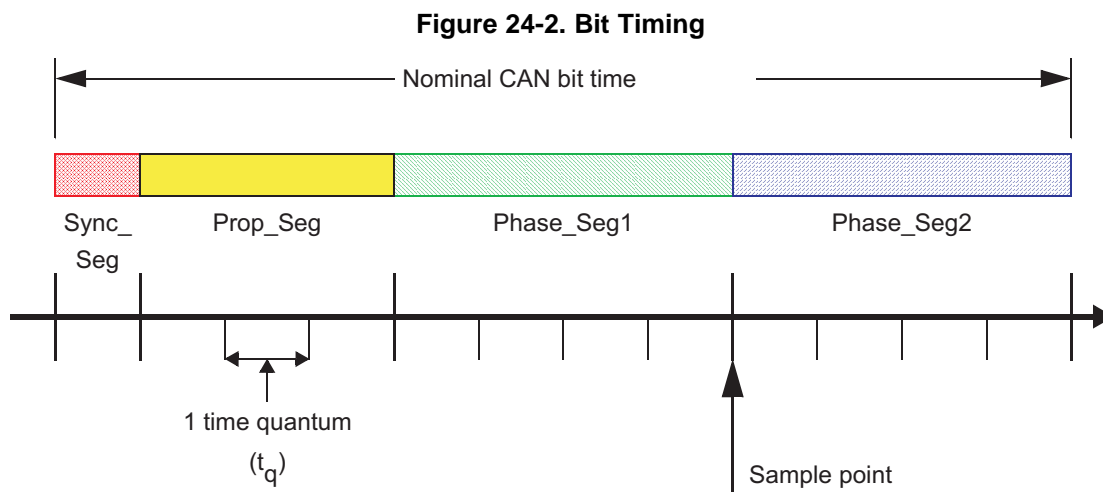 Figure 24-2. Bit Timing
Nominal CAN bit time
Sync_
Seg
Prop_Seg
Phase_Seg1
Phase_Seg2
1 time quantum
(tq)
Sample point